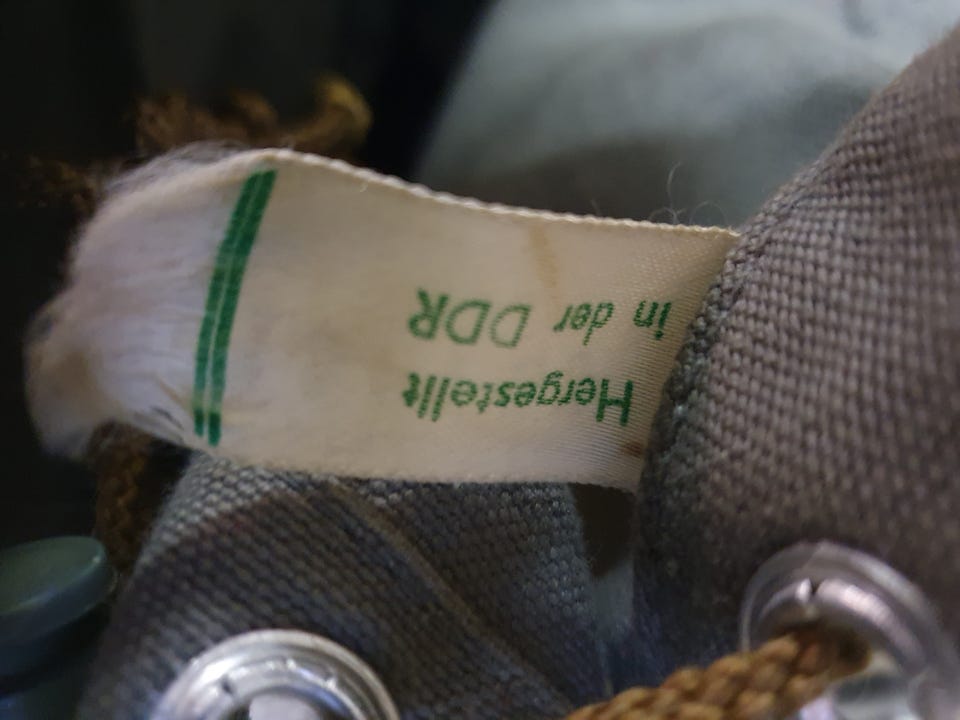 Hergestellt
in der DDR